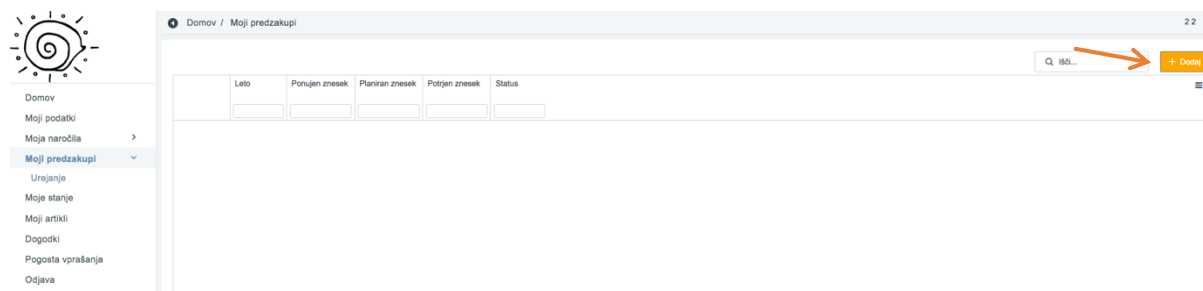 Domov / Moji predzakupi
2 2
Išči...
+ Dodaj
Leto Ponujen znesek Planiran znesek Potrjen znesek Status
Domov
Moji podatki
Moja naročila
Moji predzakupi
Urejanje
Moje stanje
Moji artikli
Dogodki
Pogosta vprašanja
Odjava